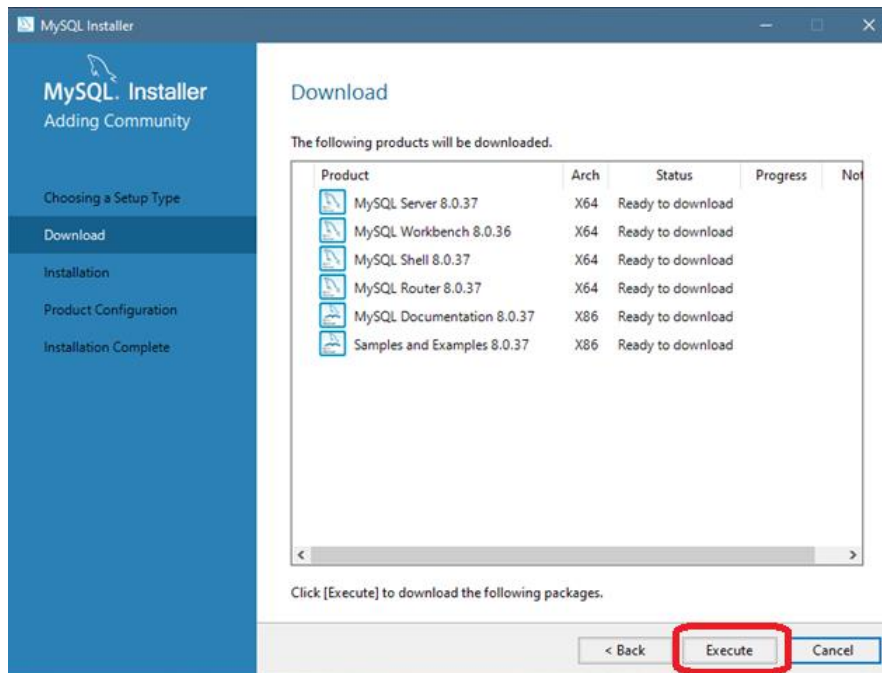 MySQL Installer
MySQL. Installer
Adding Community
Choosing a Setup Type
Download
Installation
Product Configuration
Installation Complete
Download
The following products will be downloaded.
Product Arch Status Progress Not
MySQL Server 8.0.37 X64 Ready to download
MySQL Workbench 8.0.36 X64 Ready to download
MySQL Shell 8.0.37 X64 Ready to download
MySQL Router 8.0.37 X64 Ready to download
MySQL Documentation 8.0.37 X86 Ready to download
Samples and Examples 8.0.37 X86 Ready to download
Click [Execute] to download the following packages.
< Back Execute Cancel